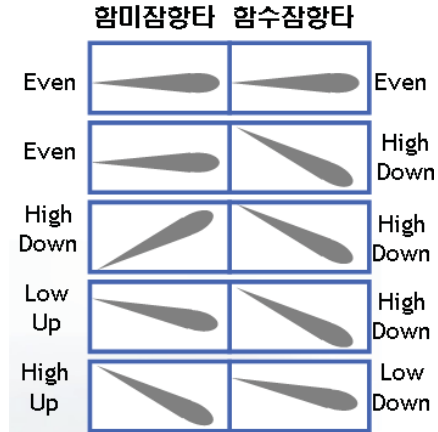 함미잠항타 함수잠항타
Even Even
Even High
Down
High
Down High
Down
Low
Up High
Down
High
Up Low
Down